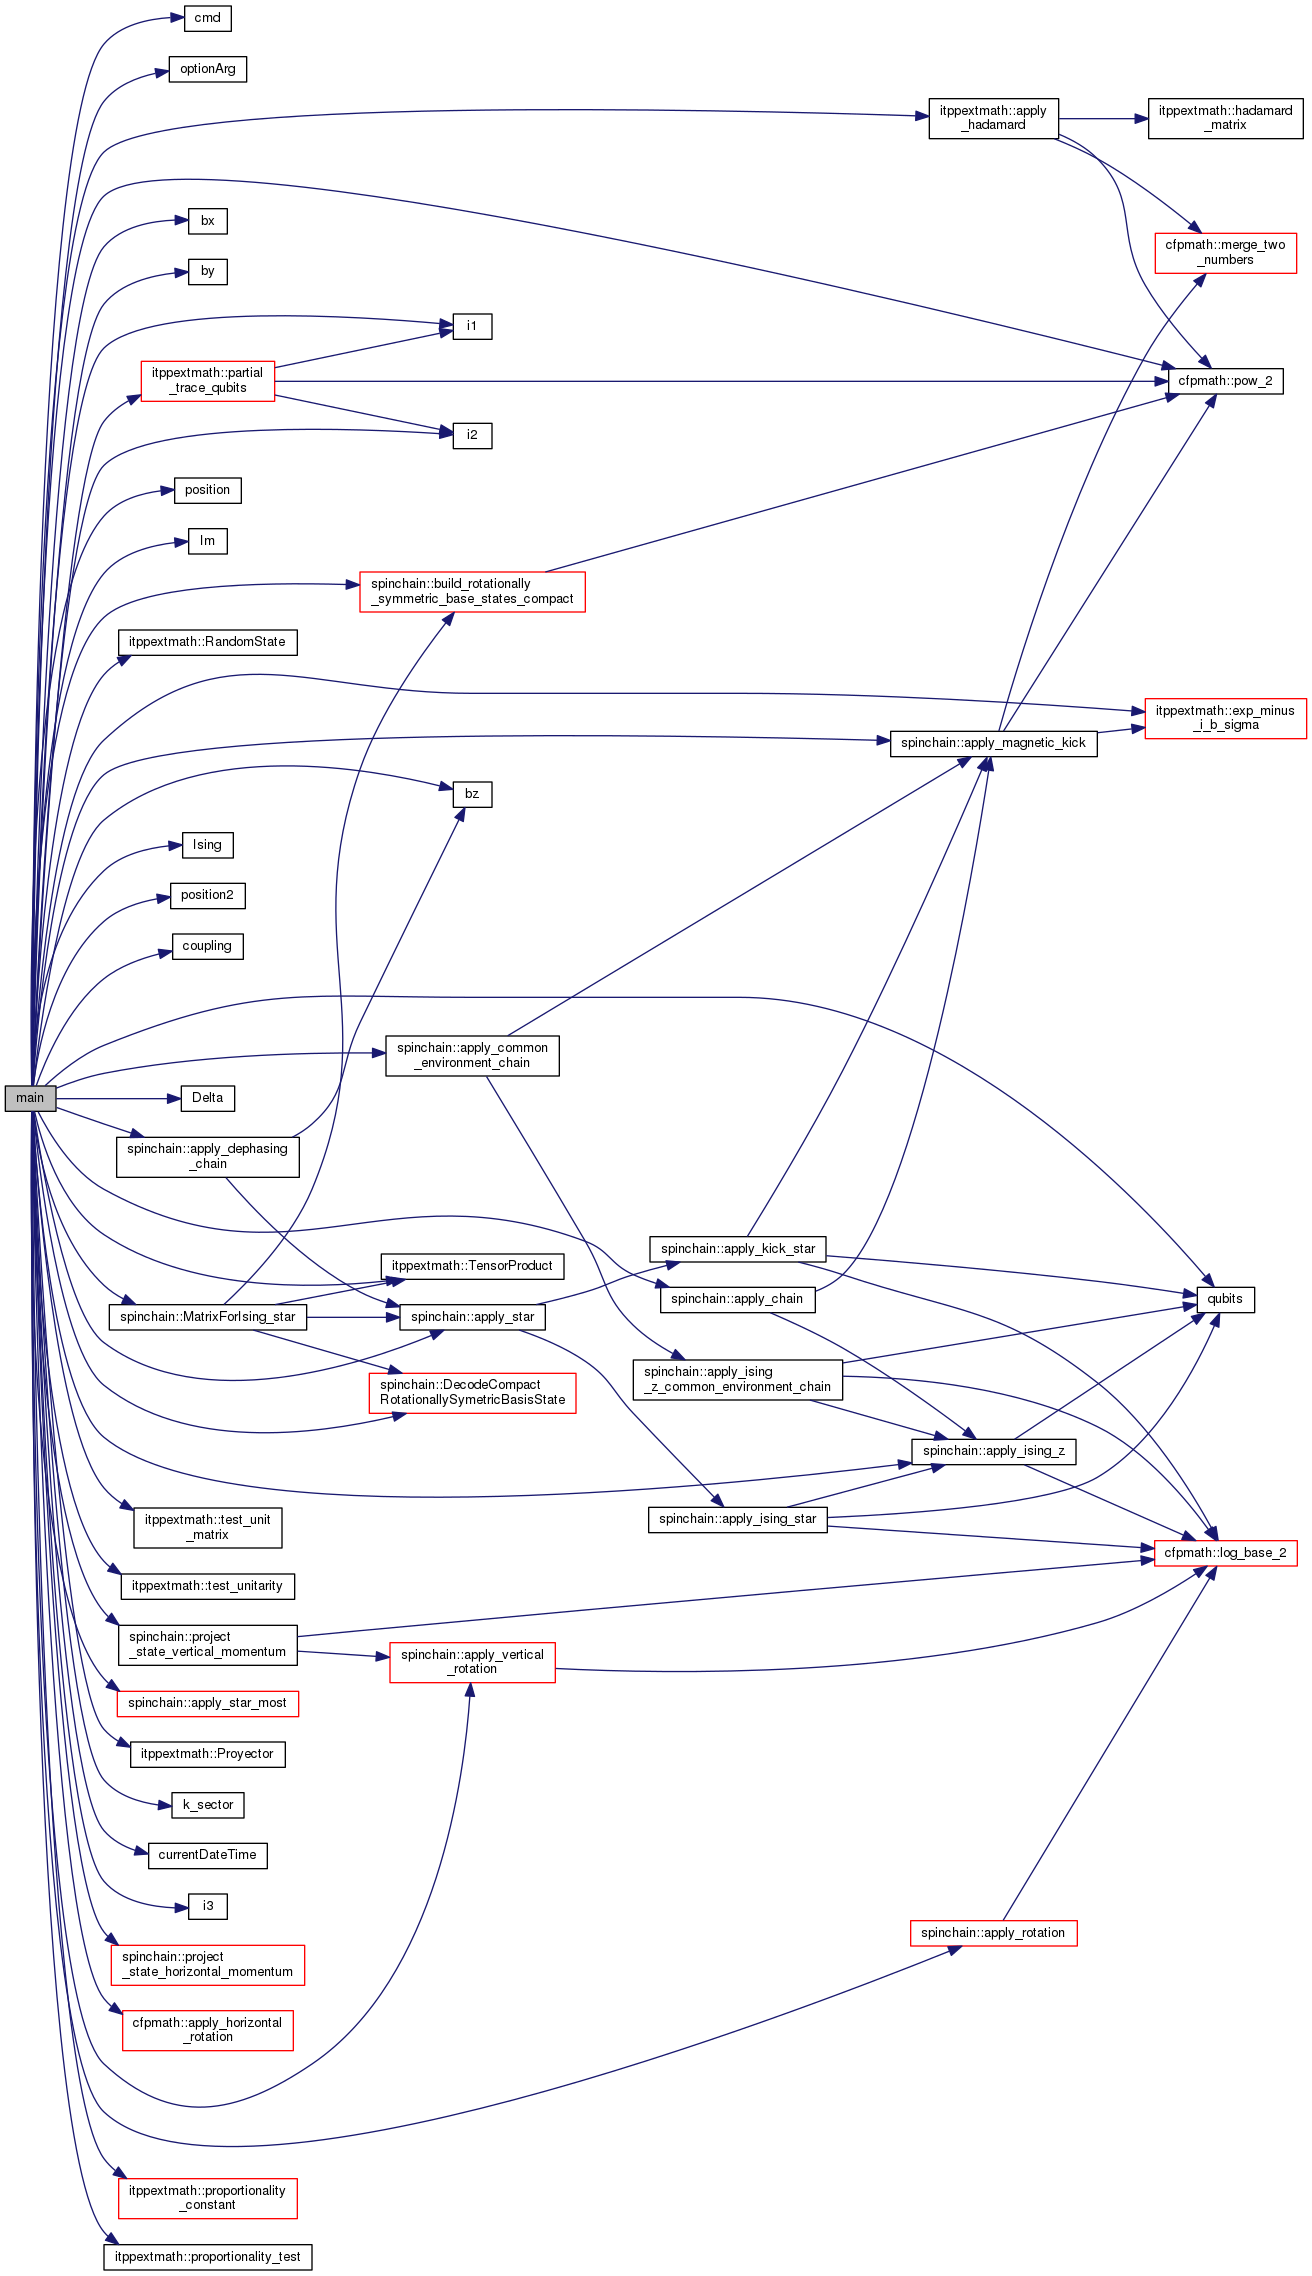 cmd
optionArg
itppextmath::apply
_hadamard
itppextmath::hadamard
_matrix
bx
cfpmath::merge_two
_numbers
by
i1
itppextmath::partial
_trace_qubits
cfpmath::pow_2
i2
position
lm
spinchain::build_rotationally
_symmetric_base_states_compact
itppextmath::RandomState
itppextmath::exp_minus
_i_b_sigma
spinchain::apply_magnetic_kick
bz
Ising
position2
coupling
spinchain::apply_common
_environment_chain
main
Delta
spinchain::apply_dephasing
_chain
spinchain::apply_kick_star
itppextmath::TensorProduct
spinchain::apply_chain
qubits
spinchain::MatrixForIsing_star
spinchain::apply_star
spinchain::apply_ising
_z_common_environment_chain
spinchain::DecodeCompact
RotationallySymetricBasisState
spinchain::apply_ising_z
itppextmath::test_unit
_matrix
spinchain::apply_ising_star
cfpmath::log_base_2
itppextmath::test_unitarity
spinchain::project
_state_vertical_momentum
spinchain::apply_vertical
_rotation
spinchain::apply_star_most
itppextmath::Proyector
k_sector
currentDateTime
i3
spinchain::apply_rotation
spinchain::project
_state_horizontal_momentum
cfpmath::apply_horizontal
_rotation
itppextmath::proportionality
_constant
itppextmath::proportionality_test